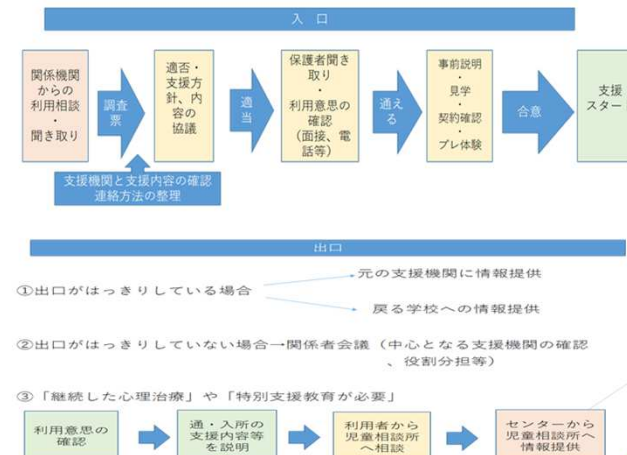 入 口
関係機関
からの
利用相談
・
聞き取り
調査
票
適否・
支援方
針、内
容の
協議
適
当
保護者聞き
取り
・
利用意思の
確認
(面接、電
話等)
通え
る
事前説明
・
見学
・
契約確認
・
プレ体験
合意
支援
スター
支援機関と支援内容の確認
連絡方法の整理
出口
①出口がはっきりしている場合
元の支援機関に情報提供
戻る学校への情報提供
②出口がはっきりしていない場合→関係者会議(中心となる支援機関の確認
、役割分担等)
③「継続した心理治療」や「特別支援教育が必要」
利用意思の
確認
通・入所の
支援内容等
を説明
利用者から
児童相談所
へ相談
センターから
児童相談所へ
情報提供